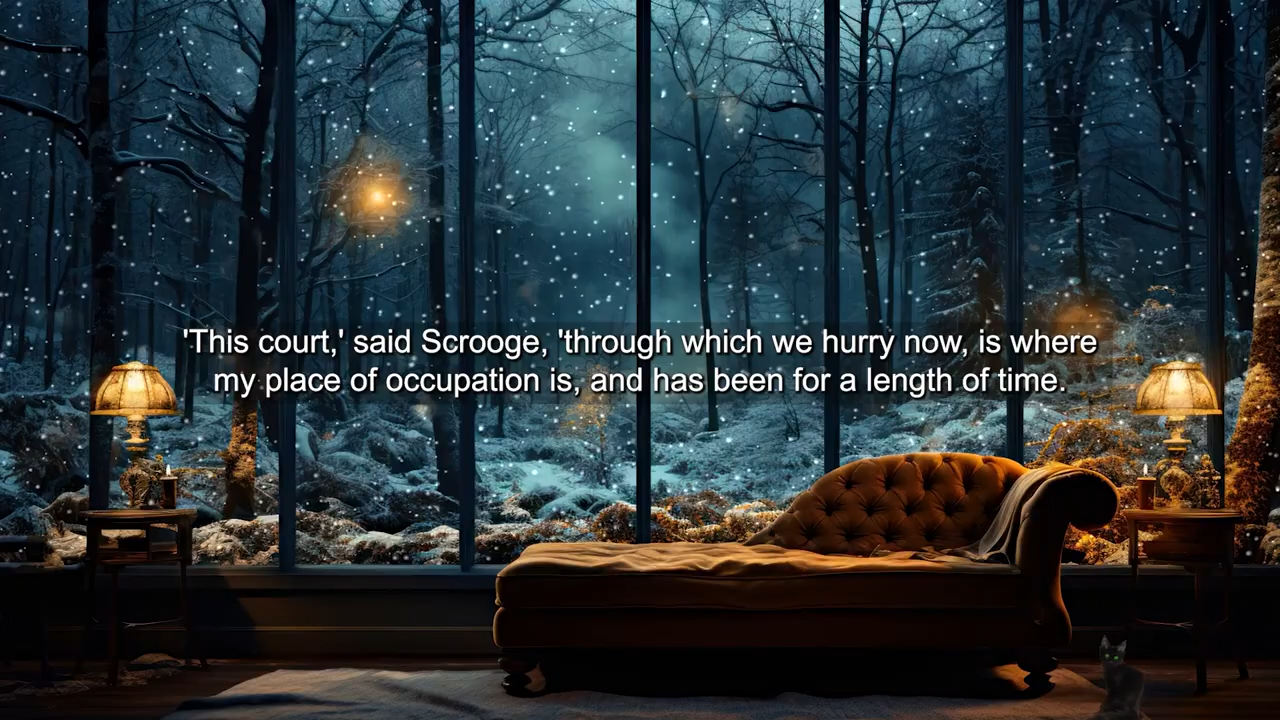 'This court,' said Scrooge, 'through which we hurry now, is where
my place of occupation is, and has been for a length of time.